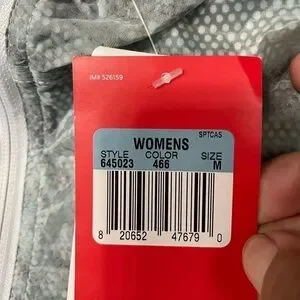 IM# 526159
SPTCAS
WOMENS
STYLE COLOR SIZE
645023 466 M
8 20652 47679 0